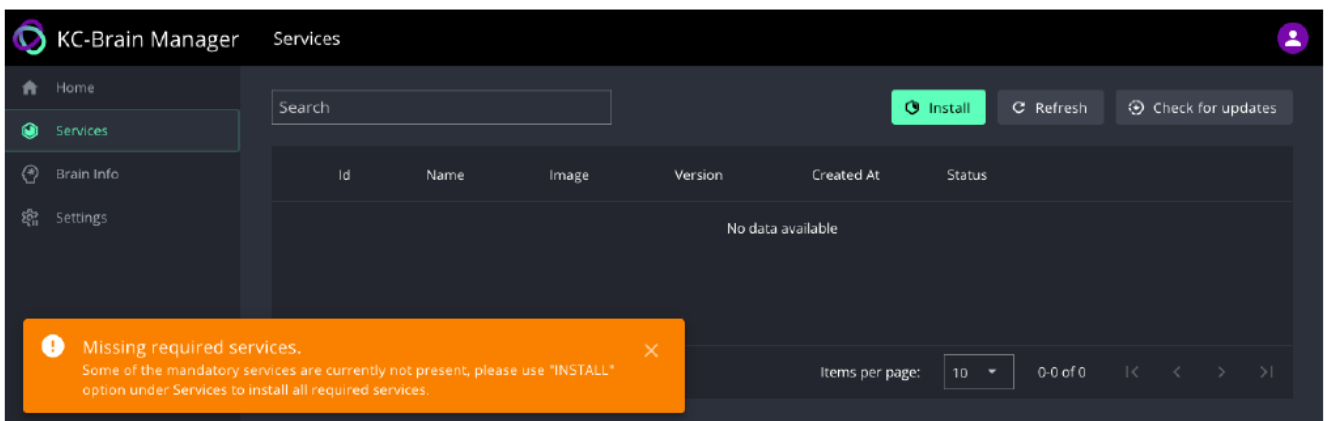 KC-Brain Manager
Services
Home
Services
Brain Info
Settings
Search
Install
Refresh
Check for updates
Id Name Image Version Created At Status
No data available
Missing required services.
Some of the mandatory services are currently not present, please use "INSTALL"
option under Services to install all required services.
Items per page: 10 0-0 of 0